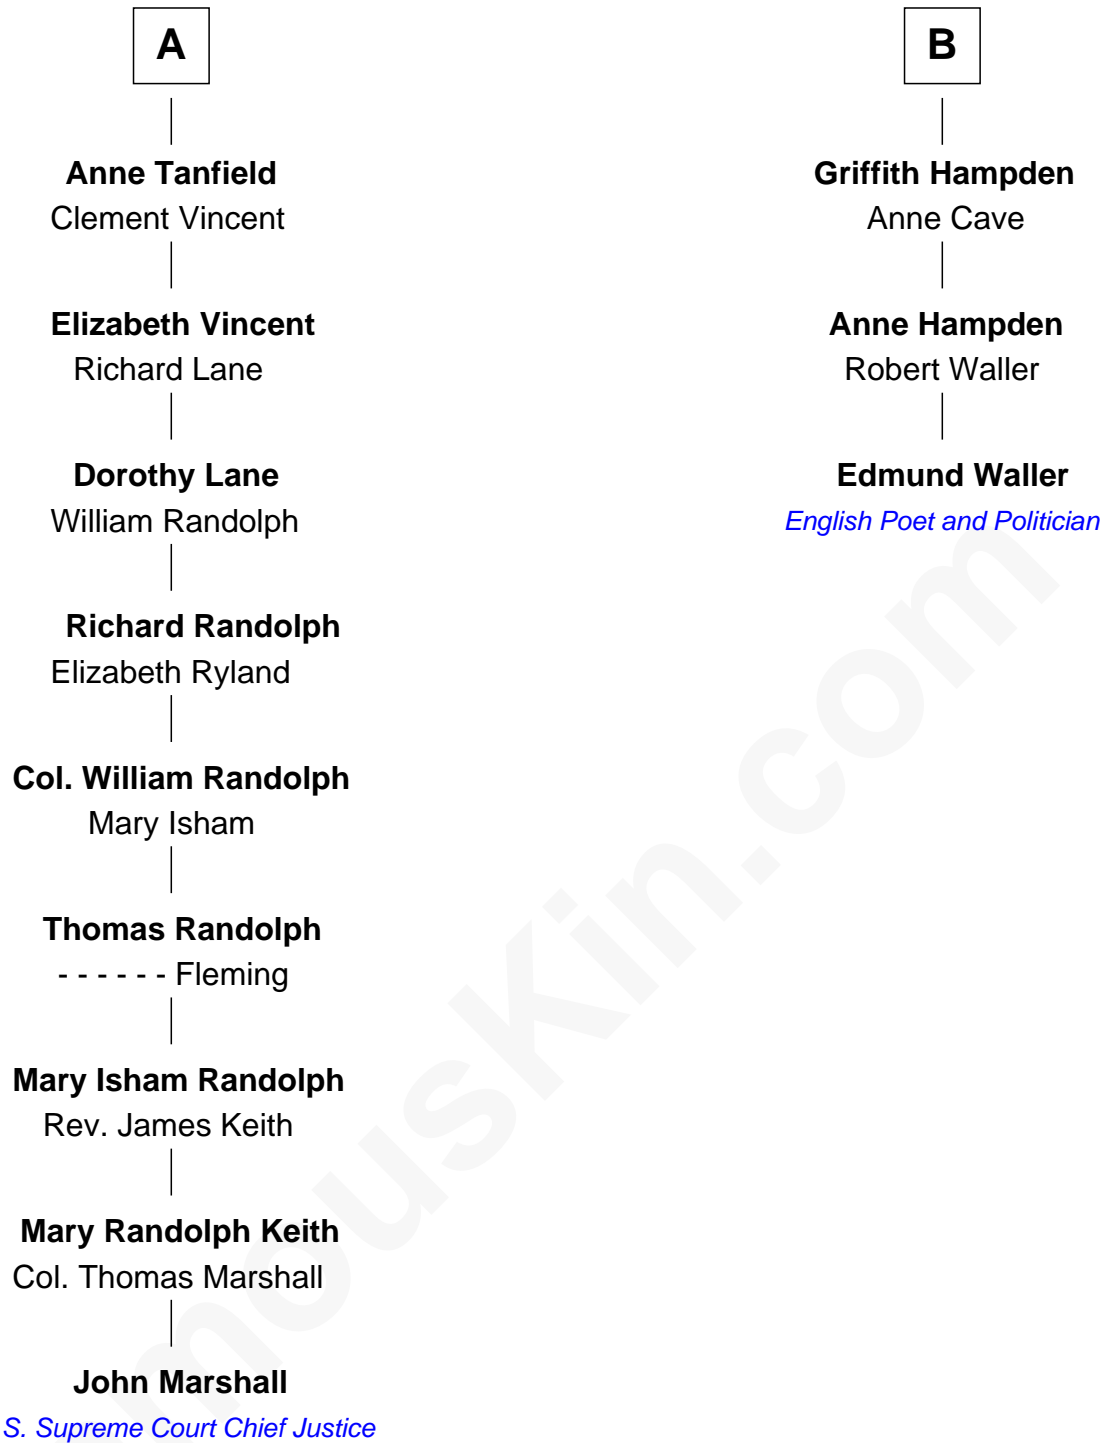 A
Anne Tanfield
Clement Vincent
Elizabeth Vincent
Richard Lane
Dorothy Lane
William Randolph
Richard Randolph
Elizabeth Ryland
Col. William Randolph
Mary Isham
Thomas Randolph
- - - - - - Fleming
Mary Isham Randolph
Rev. James Keith
Mary Randolph Keith
Col. Thomas Marshall
John Marshall
S. Supreme Court Chief Justice
B
Griffith Hampden
Anne Cave
Anne Hampden
Robert Waller
Edmund Waller
English Poet and Politician
mousKin.com